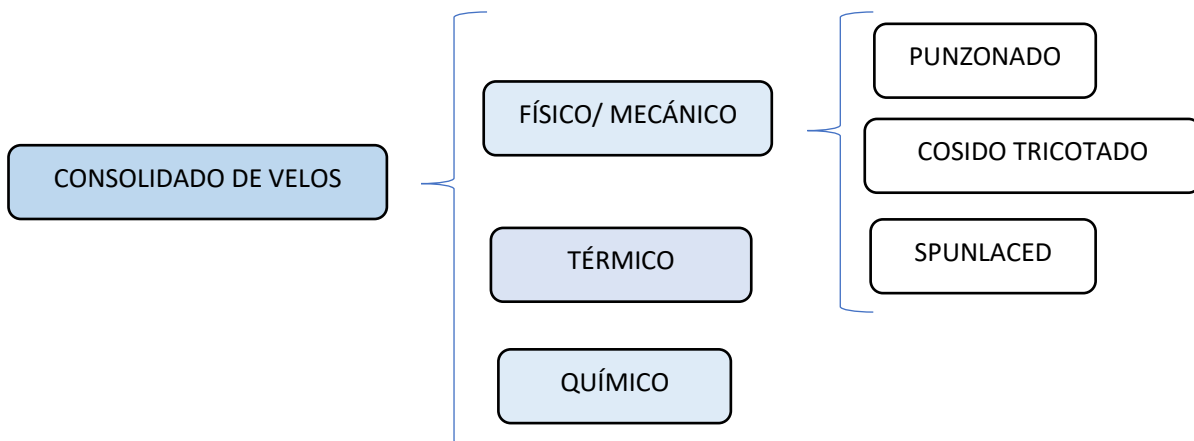 CONSOLIDADO DE VELOS
FÍSICO/ MECÁNICO
TÉRMICO
QUÍMICO
PUNZONADO
COSIDO TRICOTADO
SPUNLACED